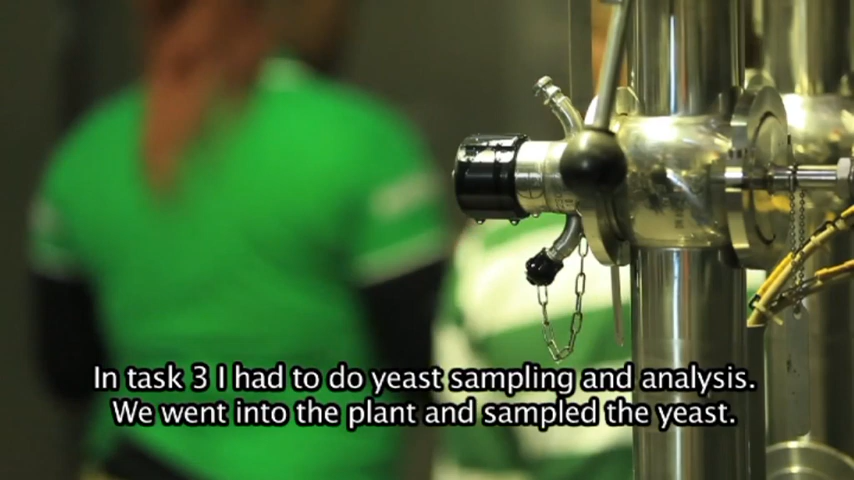 In task 3 I had to do yeast sampling and analysis.
We went into the plant and sampled the yeast.